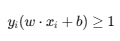 yᵢ(w · xᵢ + b) ≥ 1